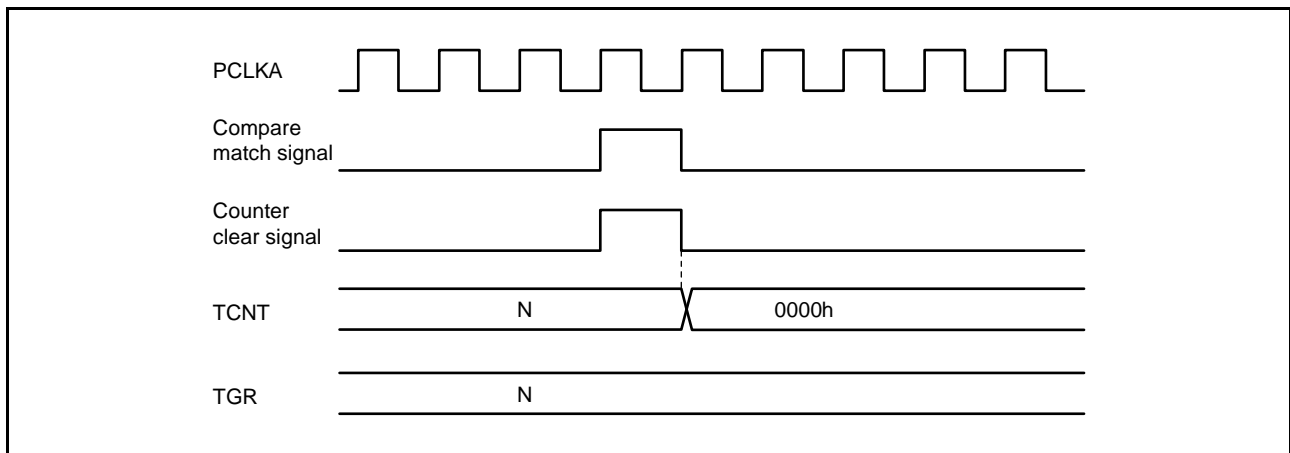 PCLKA
Compare
match signal
Counter
clear signal
TCNT
N
0000h
TGR
N